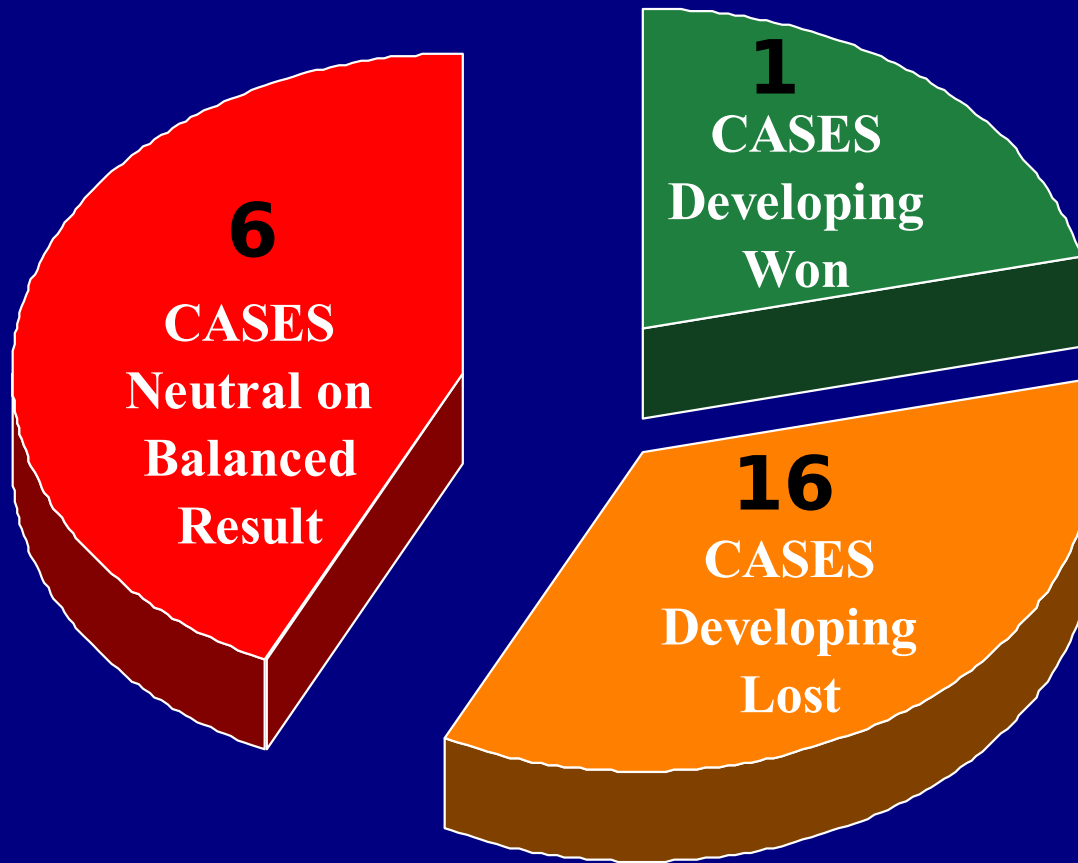 1
CASES
Developing
Won
6
CASES
Neutral on
Balanced
Result
16
CASES
Developing
Lost